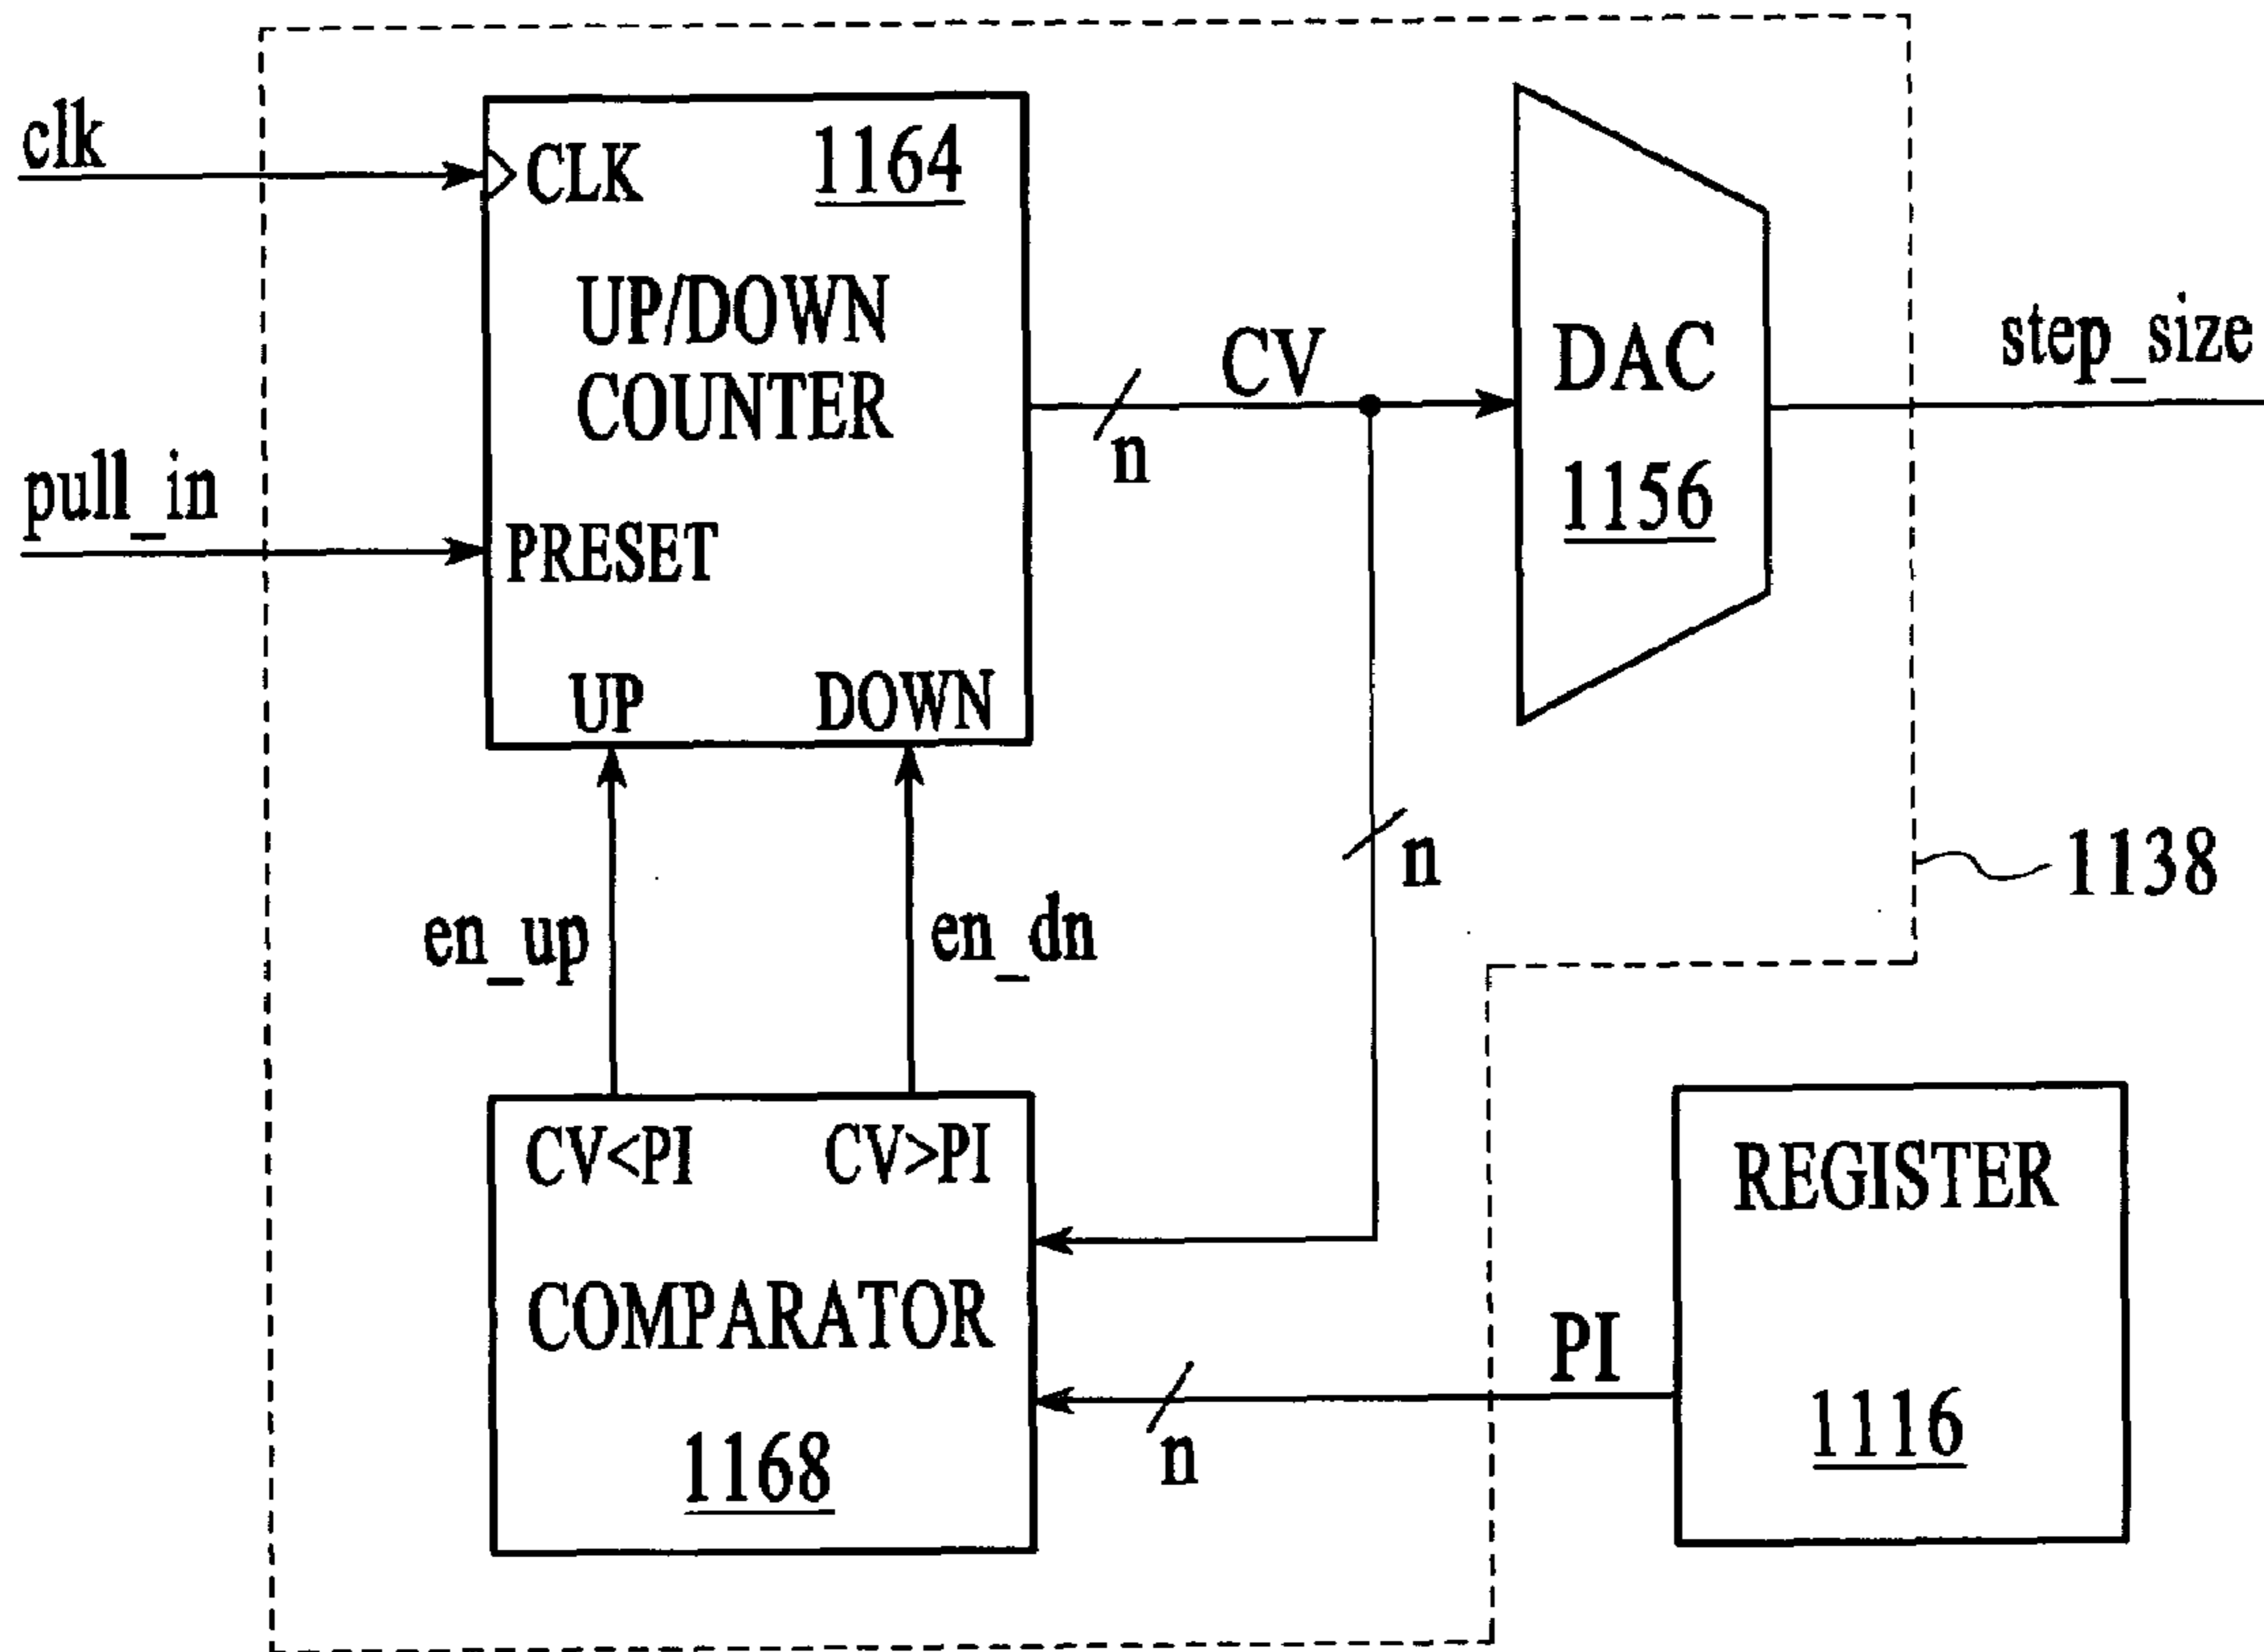 clk
CLK
1164
UP/DOWN
COUNTER
pull_in
PRESET
UP
DOWN
CV
n
DAC
1156
step_size
n
1138
en_up
en_dn
CV<PI
CV>PI
COMPARATOR
1168
PI
n
REGISTER
1116